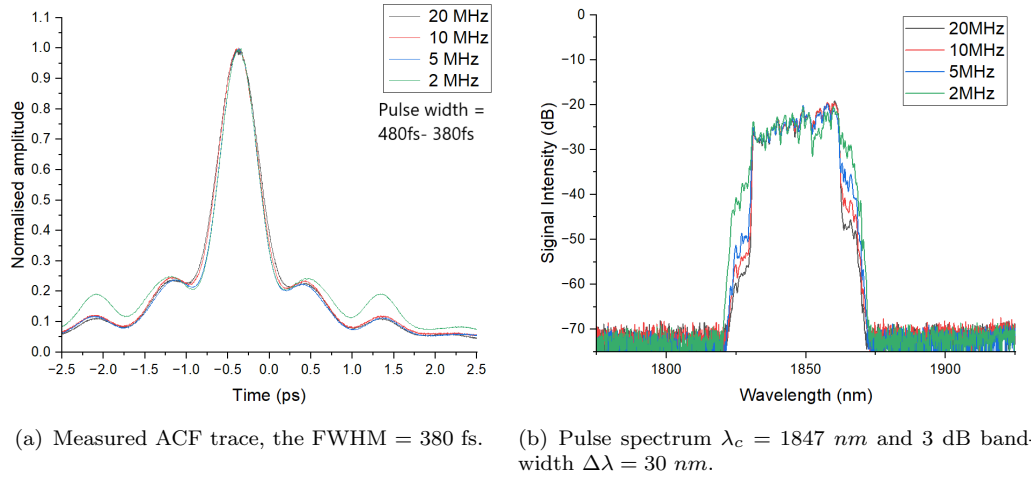 1.1
1.0
0.9
0.8
0.7
0.6
0.5
0.4
0.3
0.2
0.1
0.0
Normalised amplitude
−2.5 −2.0 −1.5 −1.0 −0.5 0.0 0.5 1.0 1.5 2.0 2.5
Time (ps)
20 MHz
10 MHz
5 MHz
2 MHz
Pulse width =
480fs- 380fs
0
−10
−20
−30
−40
−50
−60
−70
Siginal Intensity (dB)
1800 1850 1900
Wavelength (nm)
20MHz
10MHz
5MHz
2MHz
(a) Measured ACF trace, the FWHM = 380 fs.
(b) Pulse spectrum λc = 1847 nm and 3 dB band-
width Δλ = 30 nm.